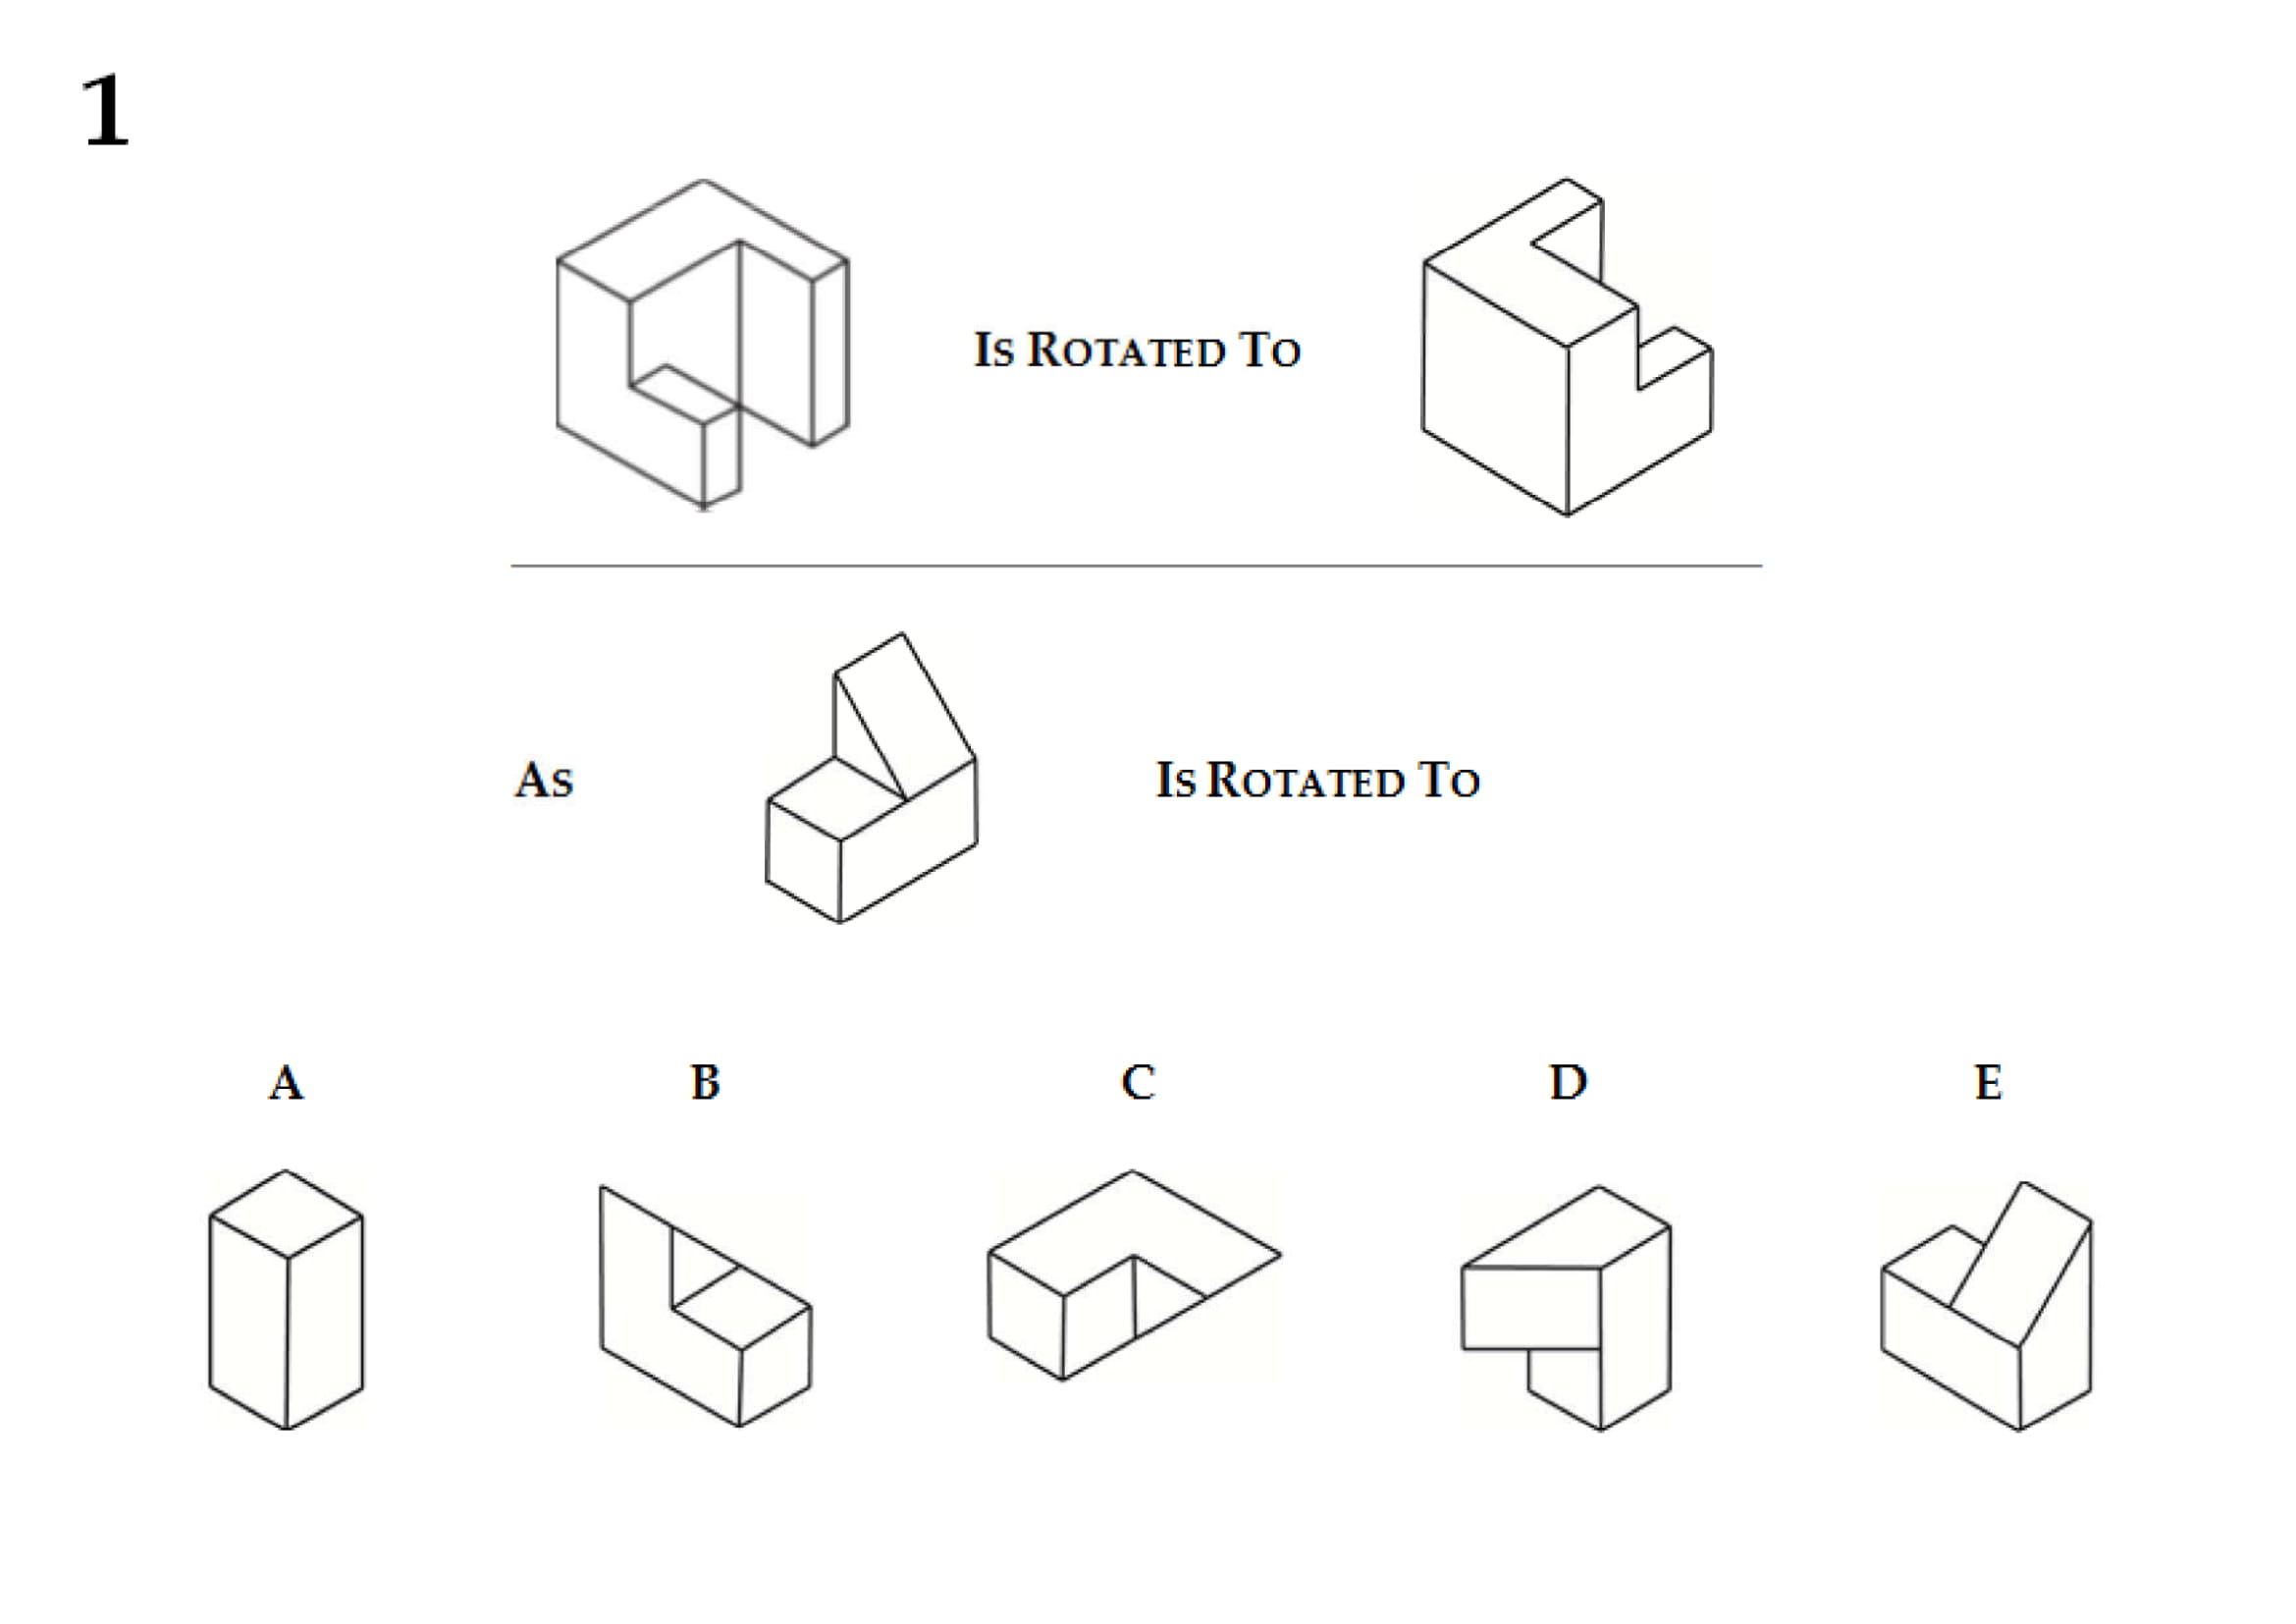 1
Is Rotated To
As
Is Rotated To
A B C D E